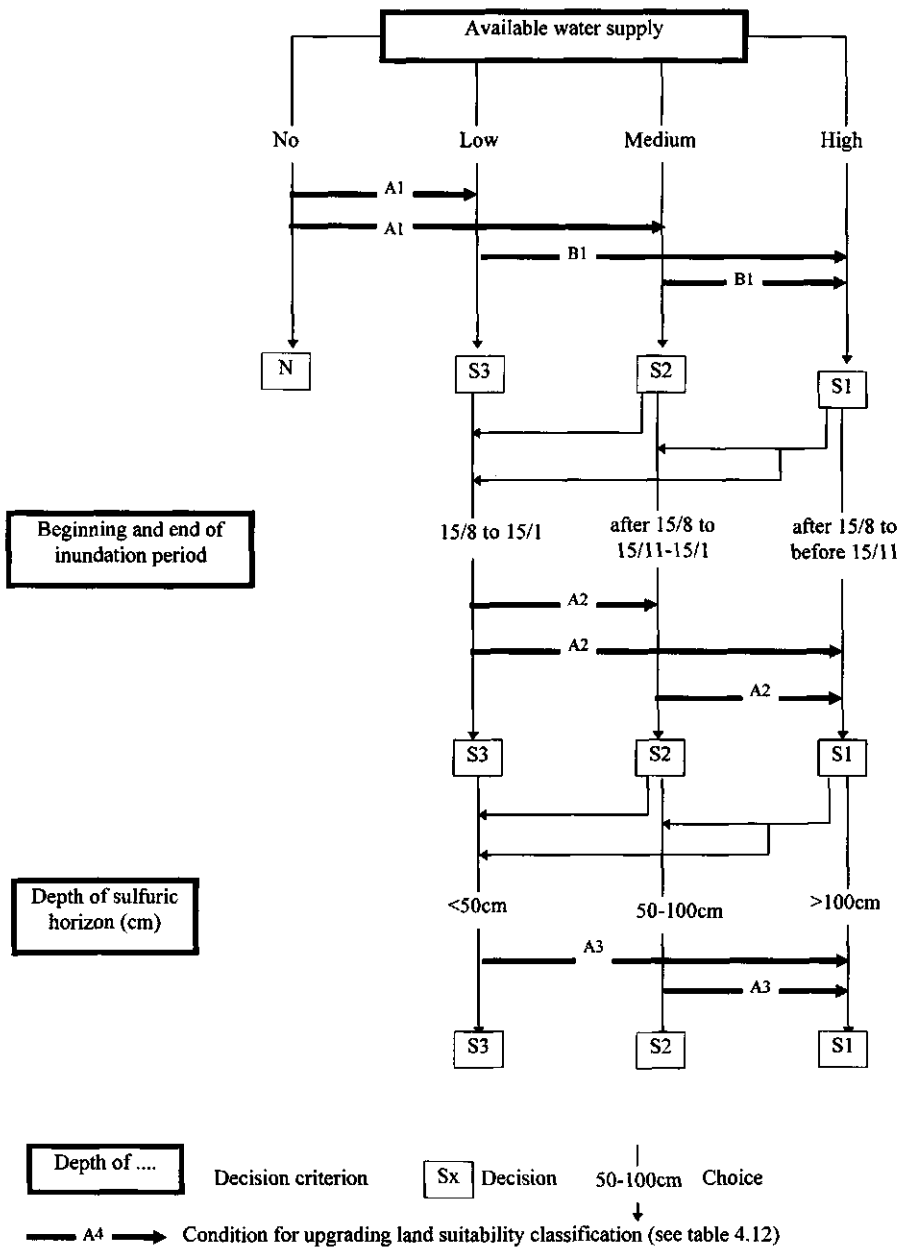 Available water supply
No
Low
Medium
High
A1
A1
B1
B1
N
S3
S2
S1
Beginning and end of
inundation period
15/8 to 15/1
after 15/8 to
15/11-15/1
after 15/8 to
before 15/11
A2
A2
A2
S3
S2
S1
Depth of sulfuric
horizon (cm)
<50cm
50-100cm
>100cm
A3
A3
S3
S2
S1
Depth of ....
Decision criterion
Sx
Decision
50-100cm
Choice
A4
Condition for upgrading land suitability classification (see table 4.12)